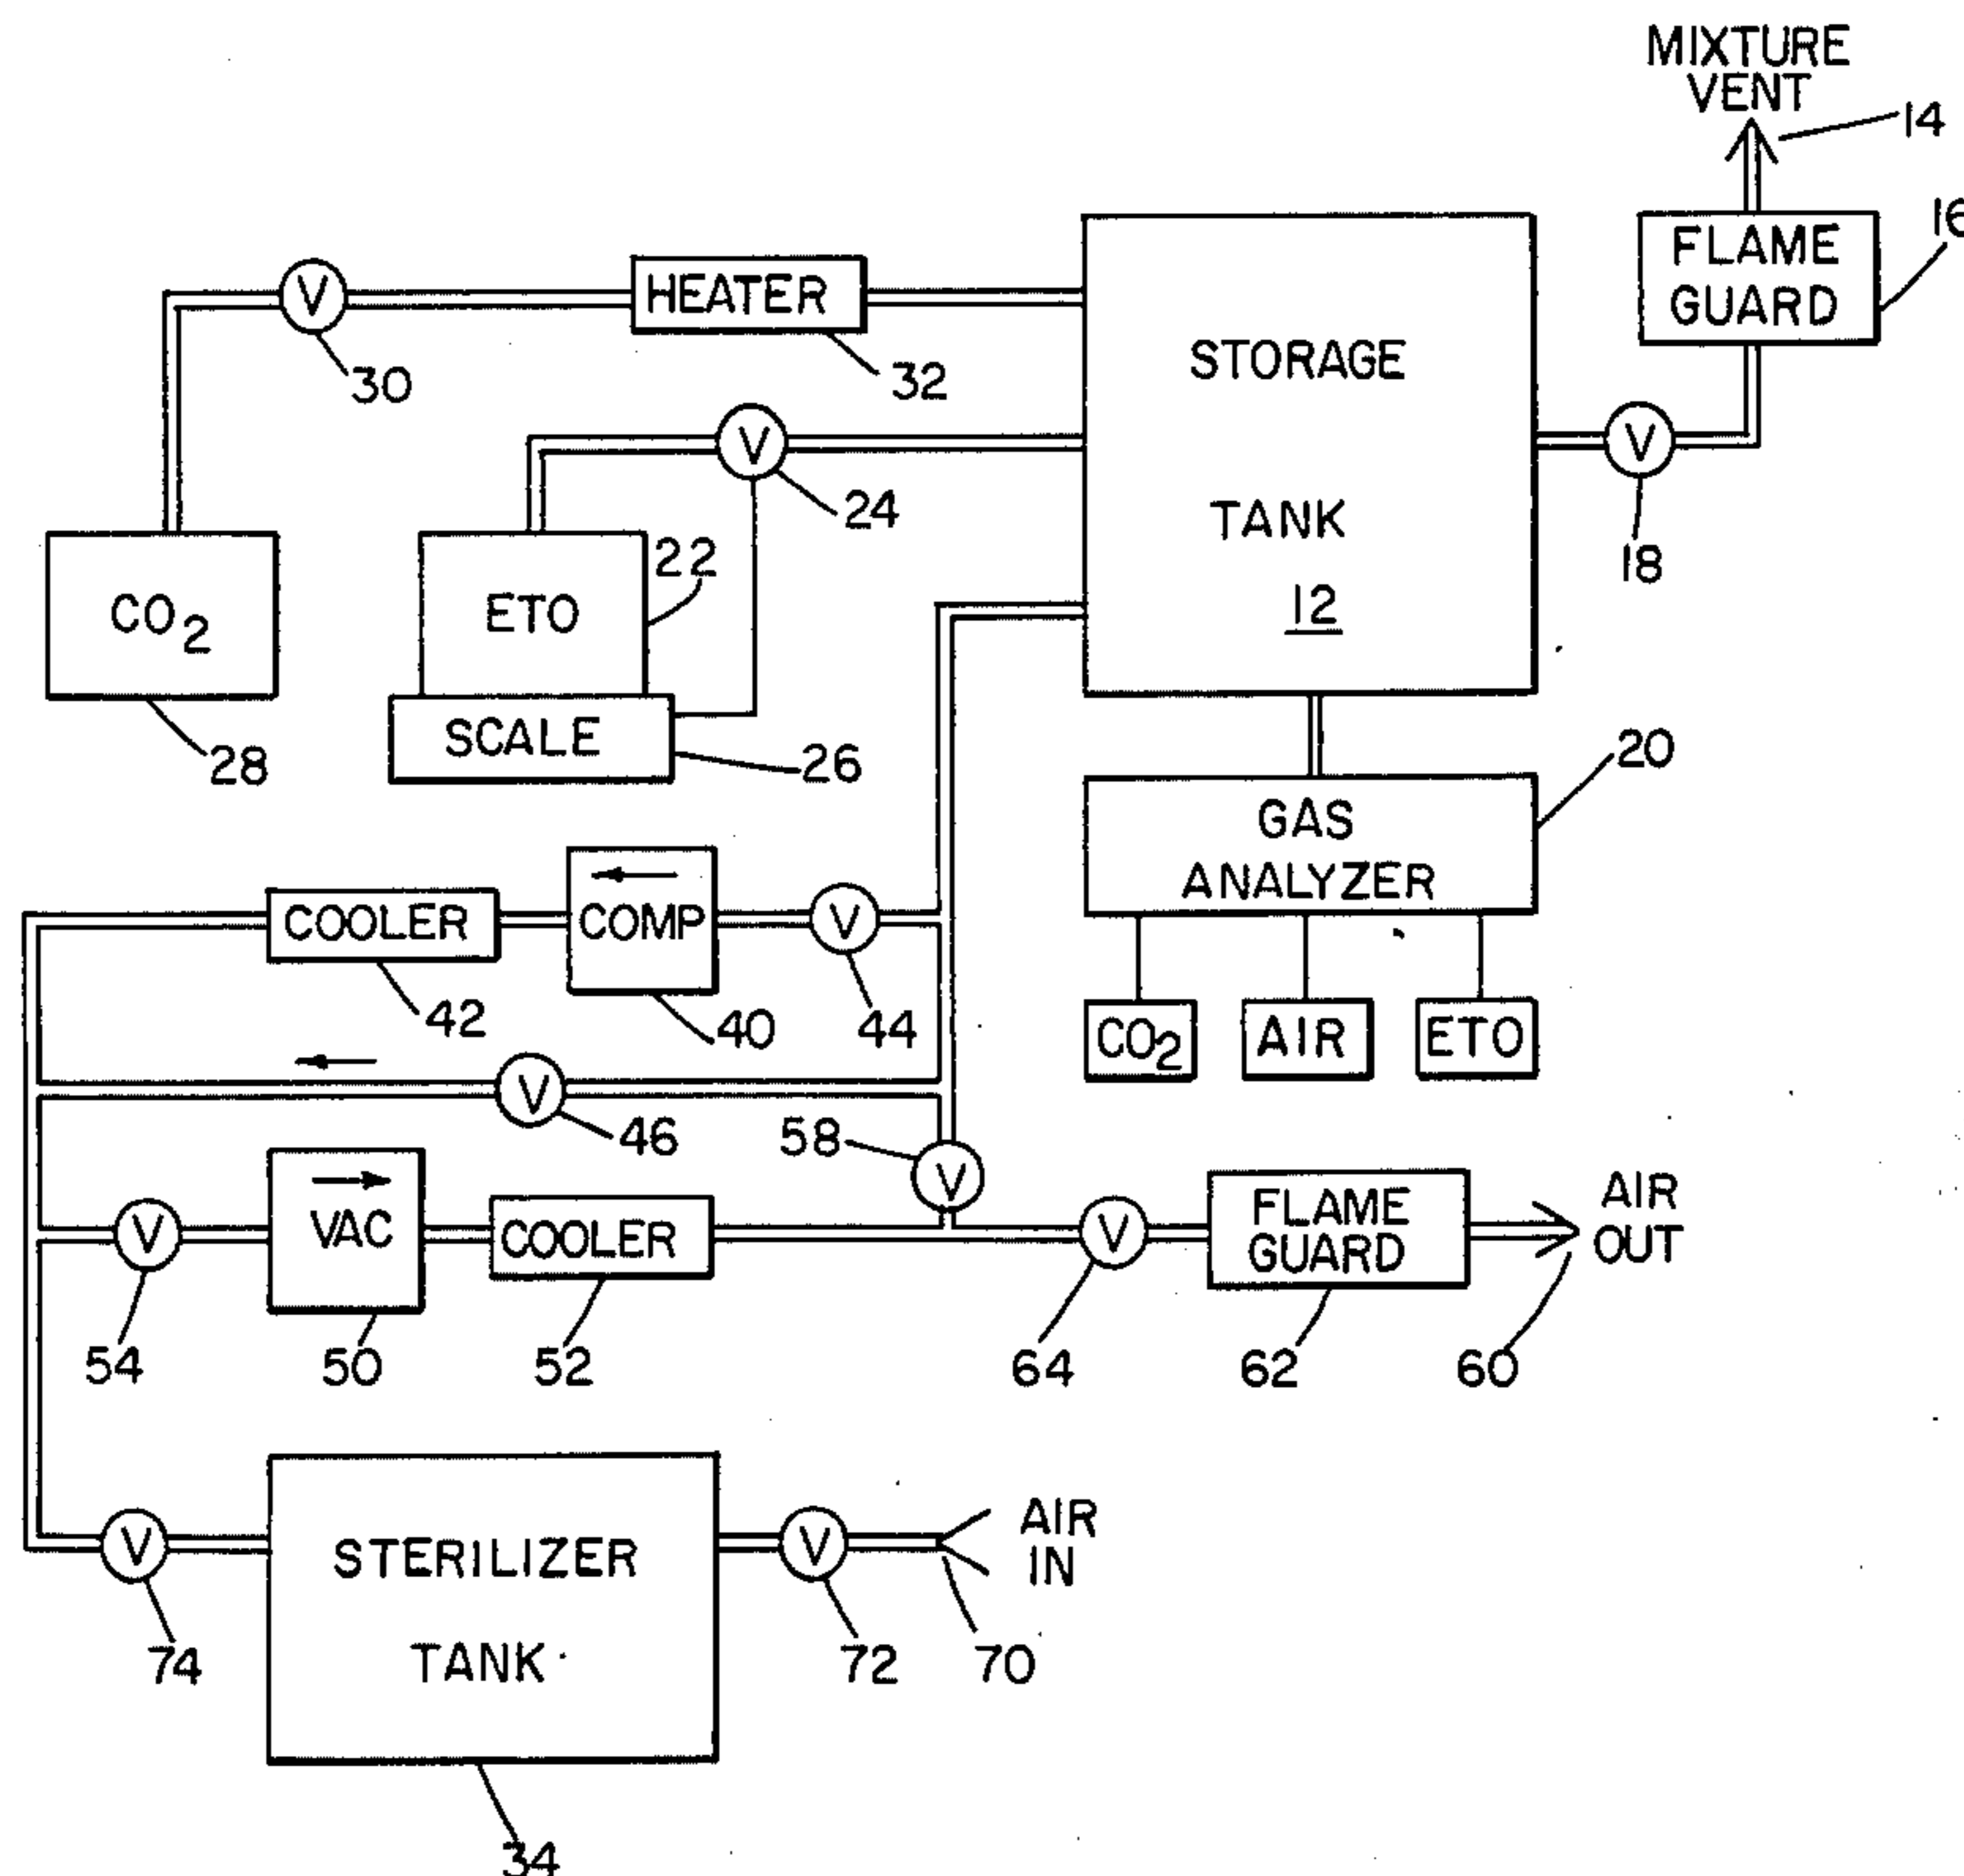 MIXTURE
VENT
14
FLAME
GUARD
16
V
HEATER
30
32
STORAGE
TANK
12
V
24
V
18
CO2
28
ETO
22
SCALE
26
GAS
ANALYZER
20
CO2
AIR
ETO
COOLER
42
COMP
40
V
44
V
46
58
V
V
54
VAC
50
COOLER
52
V
64
FLAME
GUARD
62
AIR
OUT
60
V
74
STERILIZER
TANK
34
V
72
AIR
IN
70